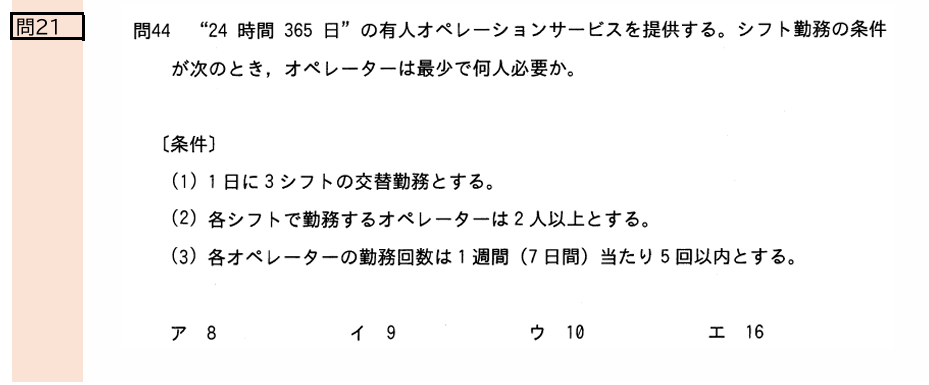 問21
問44 “24 時間 365 日”の有人オペレーションサービスを提供する。シフト勤務の条件
が次のとき，オペレーターは最少で何人必要か。
〔条件〕
(1) 1日に3シフトの交替勤務とする。
(2) 各シフトで勤務するオペレーターは2人以上とする。
(3) 各オペレーターの勤務回数は1週間（7日間）当たり5回以内とする。
ア 8 イ 9 ウ 10 エ 16